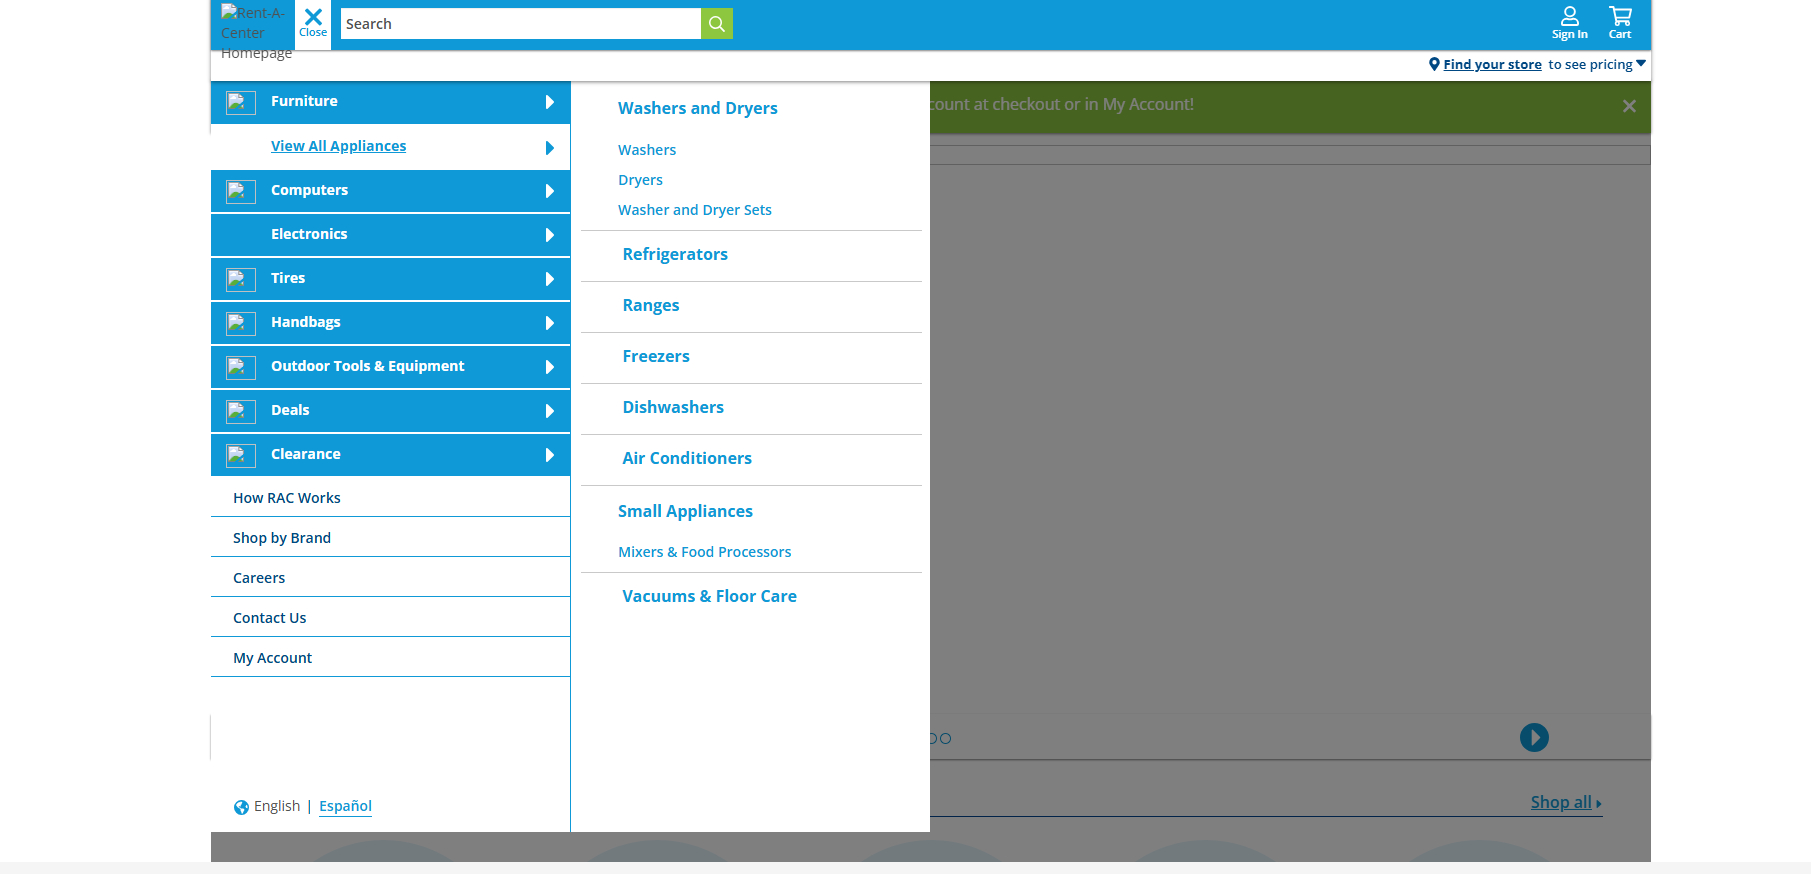 Rent-A-
Center
Homepage
Close
Search
Sign In
Cart
Find your store to see pricing
Furniture
View All Appliances
Computers
Electronics
Tires
Handbags
Outdoor Tools & Equipment
Deals
Clearance
How RAC Works
Shop by Brand
Careers
Contact Us
My Account
English | Español
Washers and Dryers
Washers
Dryers
Washer and Dryer Sets
Refrigerators
Ranges
Freezers
Dishwashers
Air Conditioners
Small Appliances
Mixers & Food Processors
Vacuums & Floor Care
count at checkout or in My Account!
Shop all